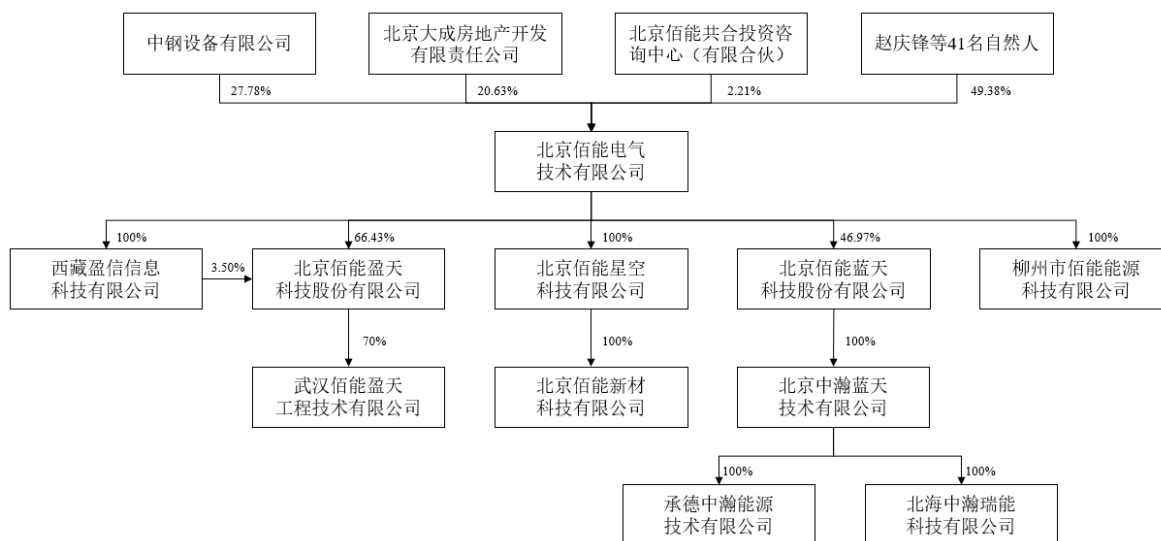 中钢设备有限公司
北京大成房地产开发
有限责任公司
北京佰能共合投资咨
询中心（有限合伙）
赵庆锋等41名自然人
27.78%
20.63%
2.21%
49.38%
北京佰能电气
技术有限公司
100%
66.43%
100%
46.97%
100%
西藏盈信信息
科技有限公司
3.50%
北京佰能盈天
科技股份有限公司
北京佰能星空
科技有限公司
北京佰能蓝天
科技股份有限公司
柳州市佰能能源
科技有限公司
70%
100%
100%
武汉佰能盈天
工程技术有限公司
北京佰能新材
科技有限公司
北京中瀚蓝天
技术有限公司
100%
100%
承德中瀚能源
技术有限公司
北海中瀚瑞能
科技有限公司